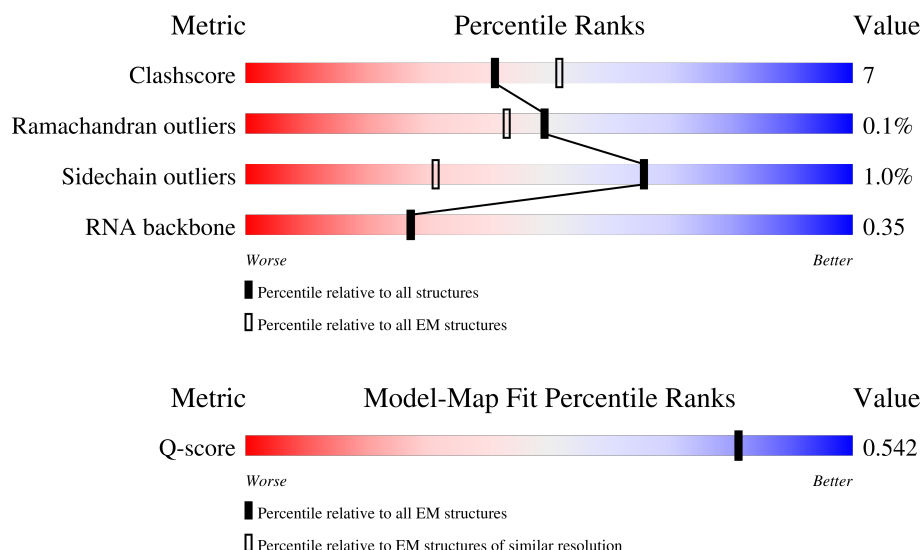 Metric Percentile Ranks Value
Clashscore 7
Ramachandran outliers 0.1%
Sidechain outliers 1.0%
RNA backbone 0.35
Worse Better
Percentile relative to all structures
Percentile relative to all EM structures
Metric Model-Map Fit Percentile Ranks Value
Q-score 0.542
Worse Better
Percentile relative to all EM structures
Percentile relative to EM structures of similar resolution